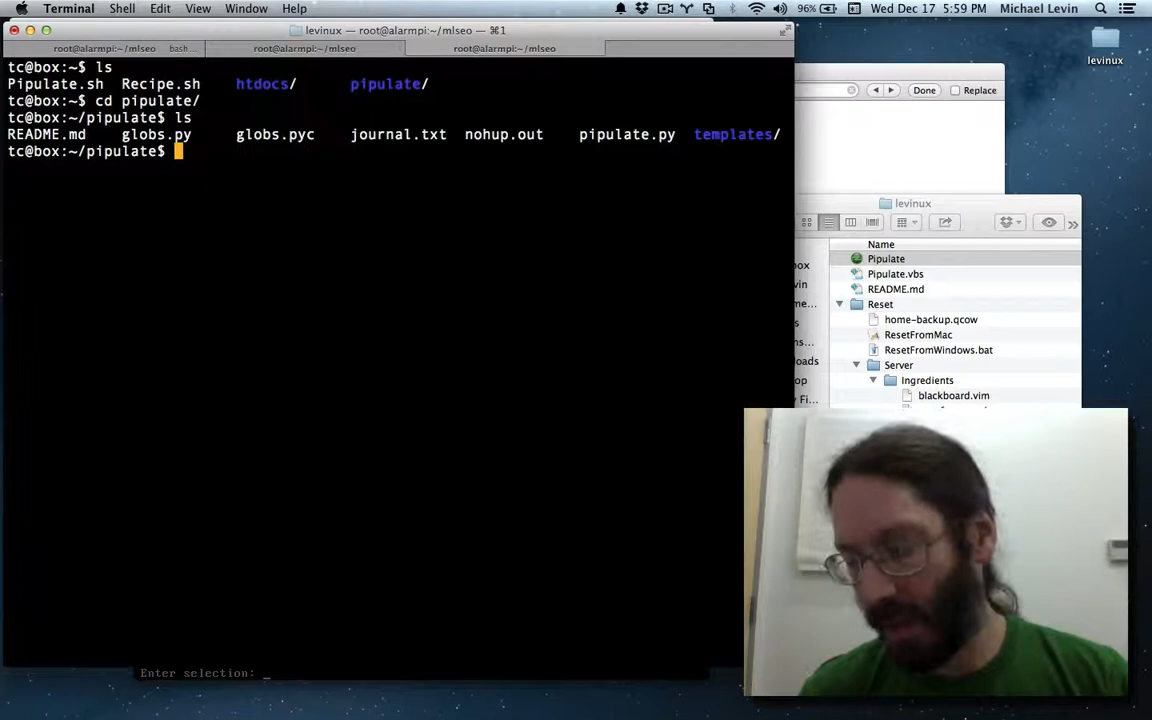 Terminal Shell Edit View Window Help 96% Wed Dec 17 5:59 PM Michael Levin
levinux — root@alarmpi:~/mlseo — ⌘1
root@alarmpi:~/mlseo bash... root@alarmpi:~/mlseo root@alarmpi:~/mlseo
tc@box:~$ ls
Pipulate.sh Recipe.sh htdocs/ pipulate/
tc@box:~$ cd pipulate/
tc@box:~/pipulate$ ls
README.md globs.py globs.pyc journal.txt nohup.out pipulate.py templates/
tc@box:~/pipulate$
Enter selection: _
levinux
Done Replace
levinux
Name
Pipulate
Pipulate.vbs
README.md
Reset
home-backup.qcow
ResetFromMac
ResetFromWindows.bat
Server
Ingredients
blackboard.vim